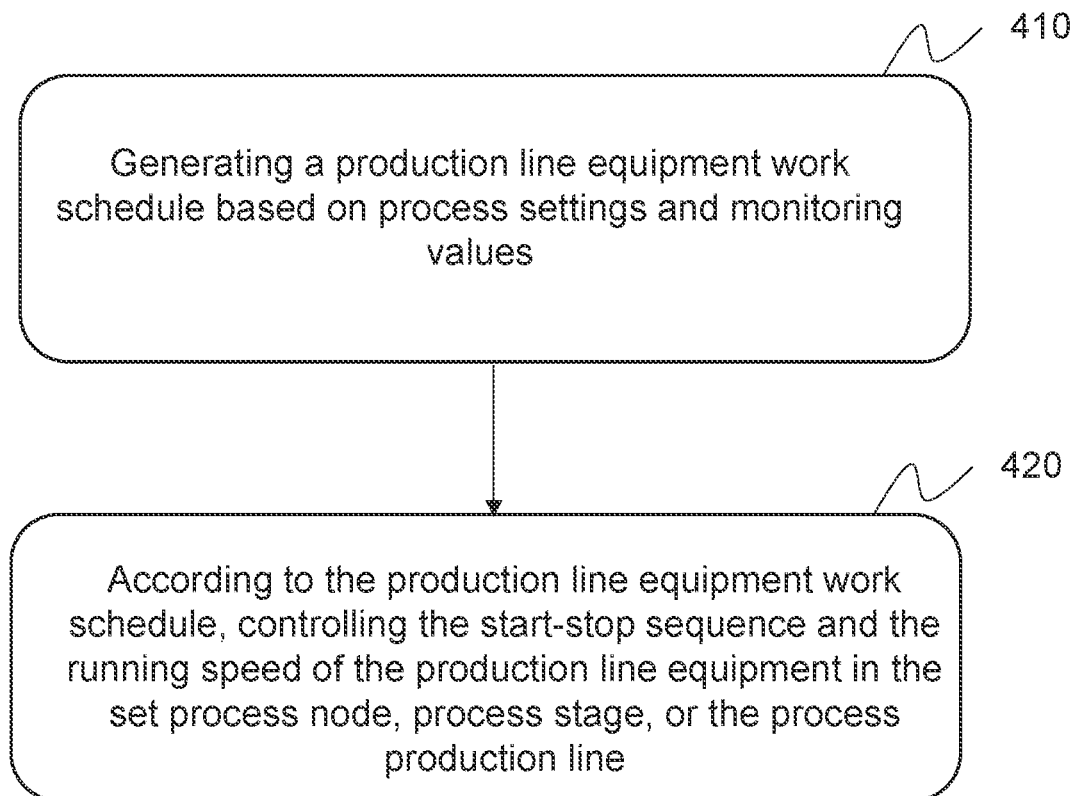 410
Generating a production line equipment work
schedule based on process settings and monitoring
values
420
According to the production line equipment work
schedule, controlling the start-stop sequence and the
running speed of the production line equipment in the
set process node, process stage, or the process
production line